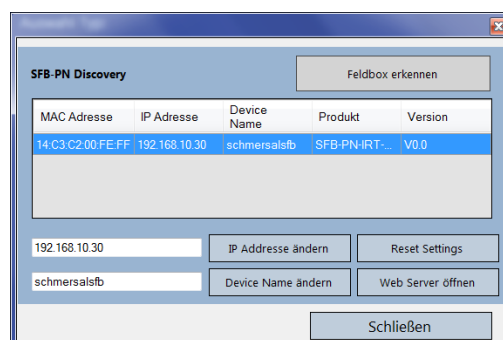 SFB-PN Discovery
Feldbox erkennen
MAC Adresse IP Adresse Device Name Produkt Version
14:C3:C2:00:FE:FF 192.168.10.30 schmersalsfb SFB-PN-IRT-... V0.0
192.168.10.30 IP Addresse ändern Reset Settings
schmersalsfb Device Name ändern Web Server öffnen
Schließen